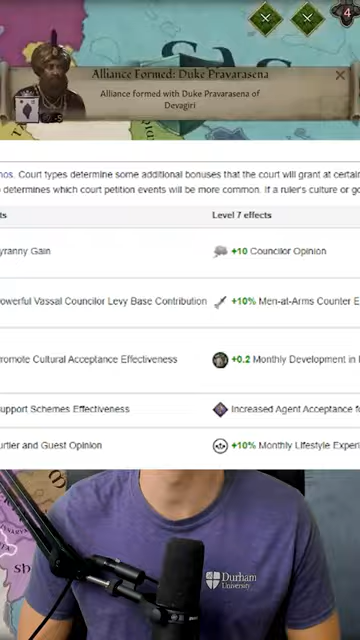 4
Alliance Formed: Duke Pravarasena
Alliance formed with Duke Pravarasena of
Devagiri
Court types determine some additional bonuses that the court will grant at certain
determines which court petition events will be more common. If a ruler's culture or
Level 7 effects
yranny Gain
+10 Councilor Opinion
owerful Vassal Councilor Levy Base Contribution
+10% Men-at-Arms Counter E
romote Cultural Acceptance Effectiveness
+0.2 Monthly Development in
upport Schemes Effectiveness
Increased Agent Acceptance fo
urtier and Guest Opinion
+10% Monthly Lifestyle Experi
Durham
University